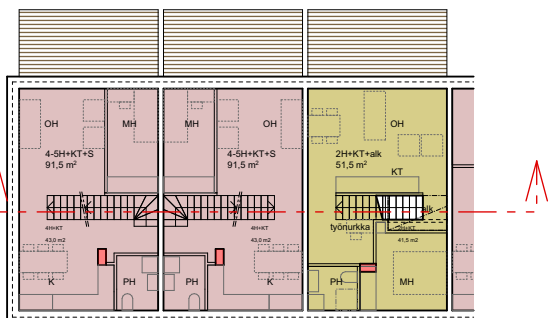 OH
MH
MH
OH
OH
4-5H+KT+S
91,5 m²
4-5H+KT+S
91,5 m²
2H+KT+alk
51,5 m²
KT
alk
4H+KT
43,0 m2
4H+KT
43,0 m2
työnurkka
2H+KT
41,5 m2
K
PH
PH
K
PH
MH